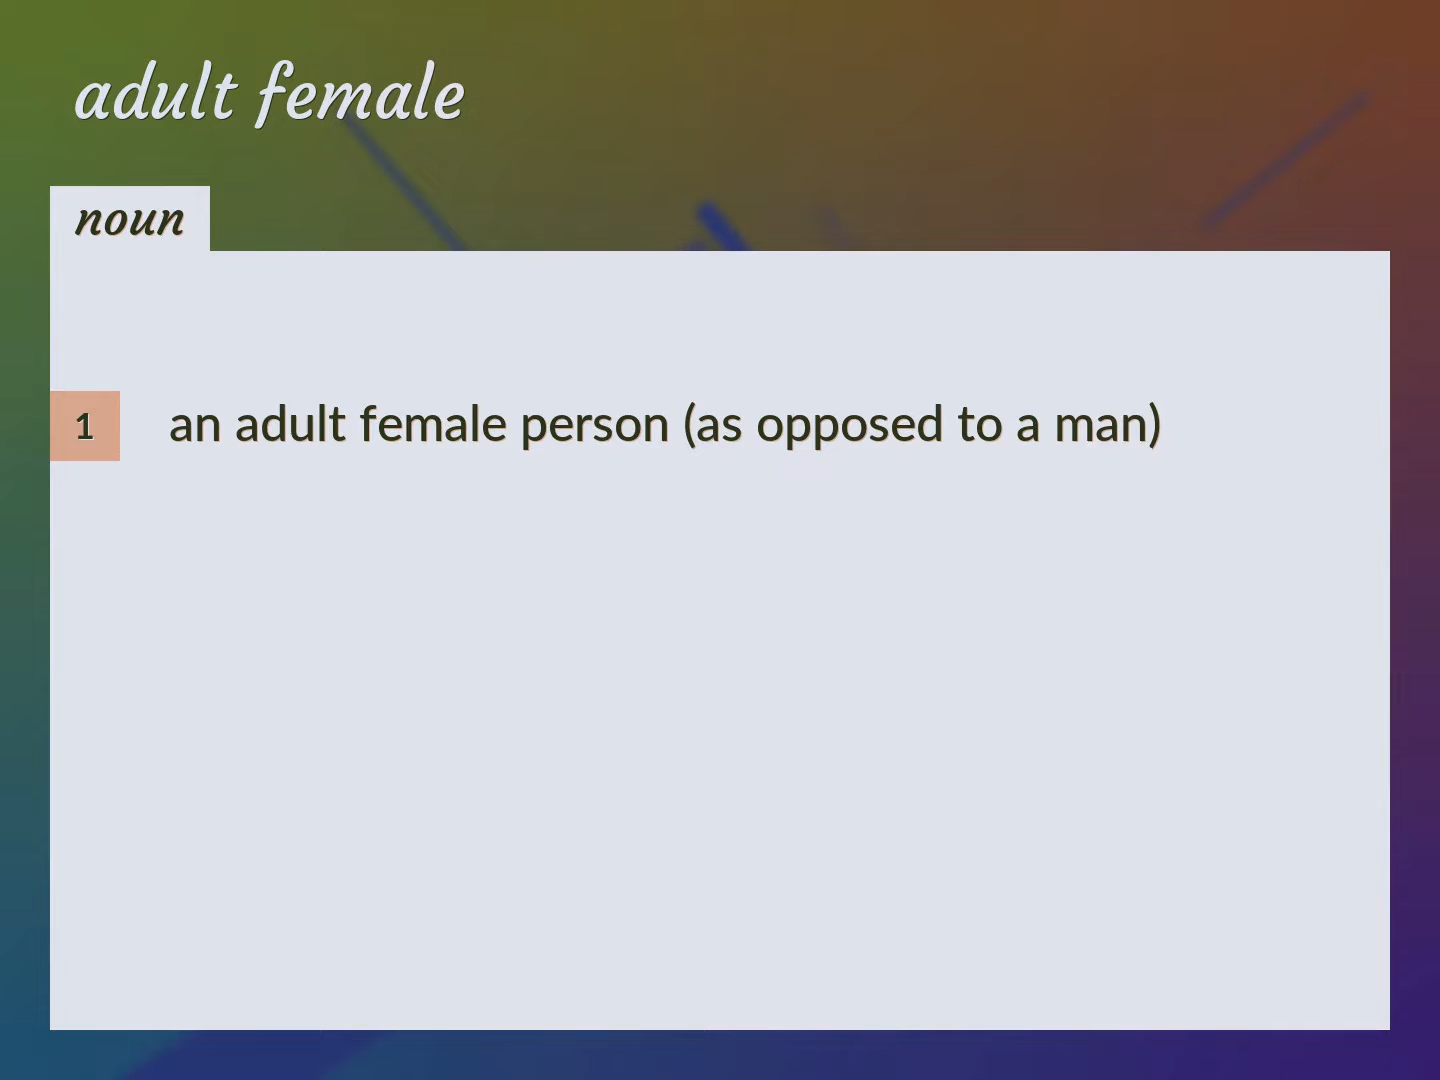 adult female
noun
1 an adult female person (as opposed to a man)